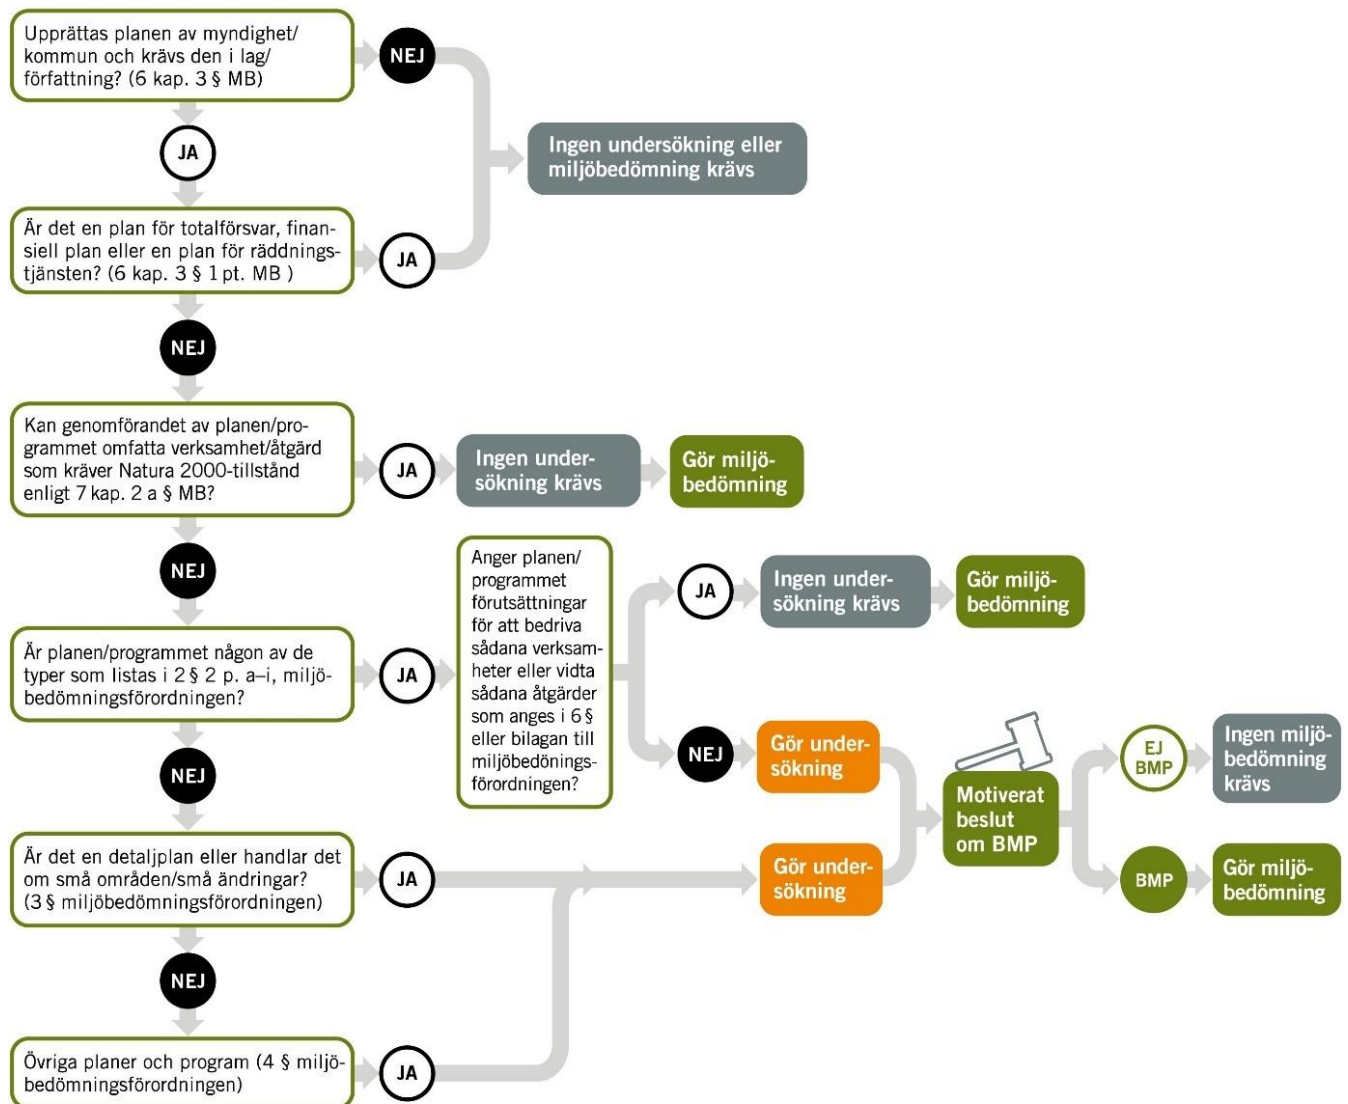 Upprättas planen av myndighet/
kommun och krävs den i lag/
författning? (6 kap. 3 § MB)
NEJ
JA
Ingen undersökning eller
miljöbedömning krävs
Är det en plan för totalförsvar, finan-
siell plan eller en plan för räddnings-
tjänsten? (6 kap. 3 § 1 pt. MB )
JA
NEJ
Kan genomförandet av planen/pro-
grammet omfatta verksamhet/åtgärd
som kräver Natura 2000-tillstånd
enligt 7 kap. 2 a § MB?
JA
Ingen under-
sökning krävs
Gör miljö-
bedömning
NEJ
Är planen/programmet någon av de
typer som listas i 2 § 2 p. a–i, miljö-
bedömningsförordningen?
JA
Anger planen/
programmet
förutsättningar
för att bedriva
sådana verksam-
heter eller vidta
sådana åtgärder
som anges i 6 §
eller bilagan till
miljöbedönings-
förordningen?
JA
Ingen under-
sökning krävs
Gör miljö-
bedömning
NEJ
Gör under-
sökning
NEJ
Är det en detaljplan eller handlar det
om små områden/små ändringar?
(3 § miljöbedömningsförordningen)
JA
Gör under-
sökning
Motiverat
beslut
om BMP
EJ
BMP
Ingen miljö-
bedömning
krävs
BMP
Gör miljö-
bedömning
NEJ
Övriga planer och program (4 § miljö-
bedömningsförordningen)
JA